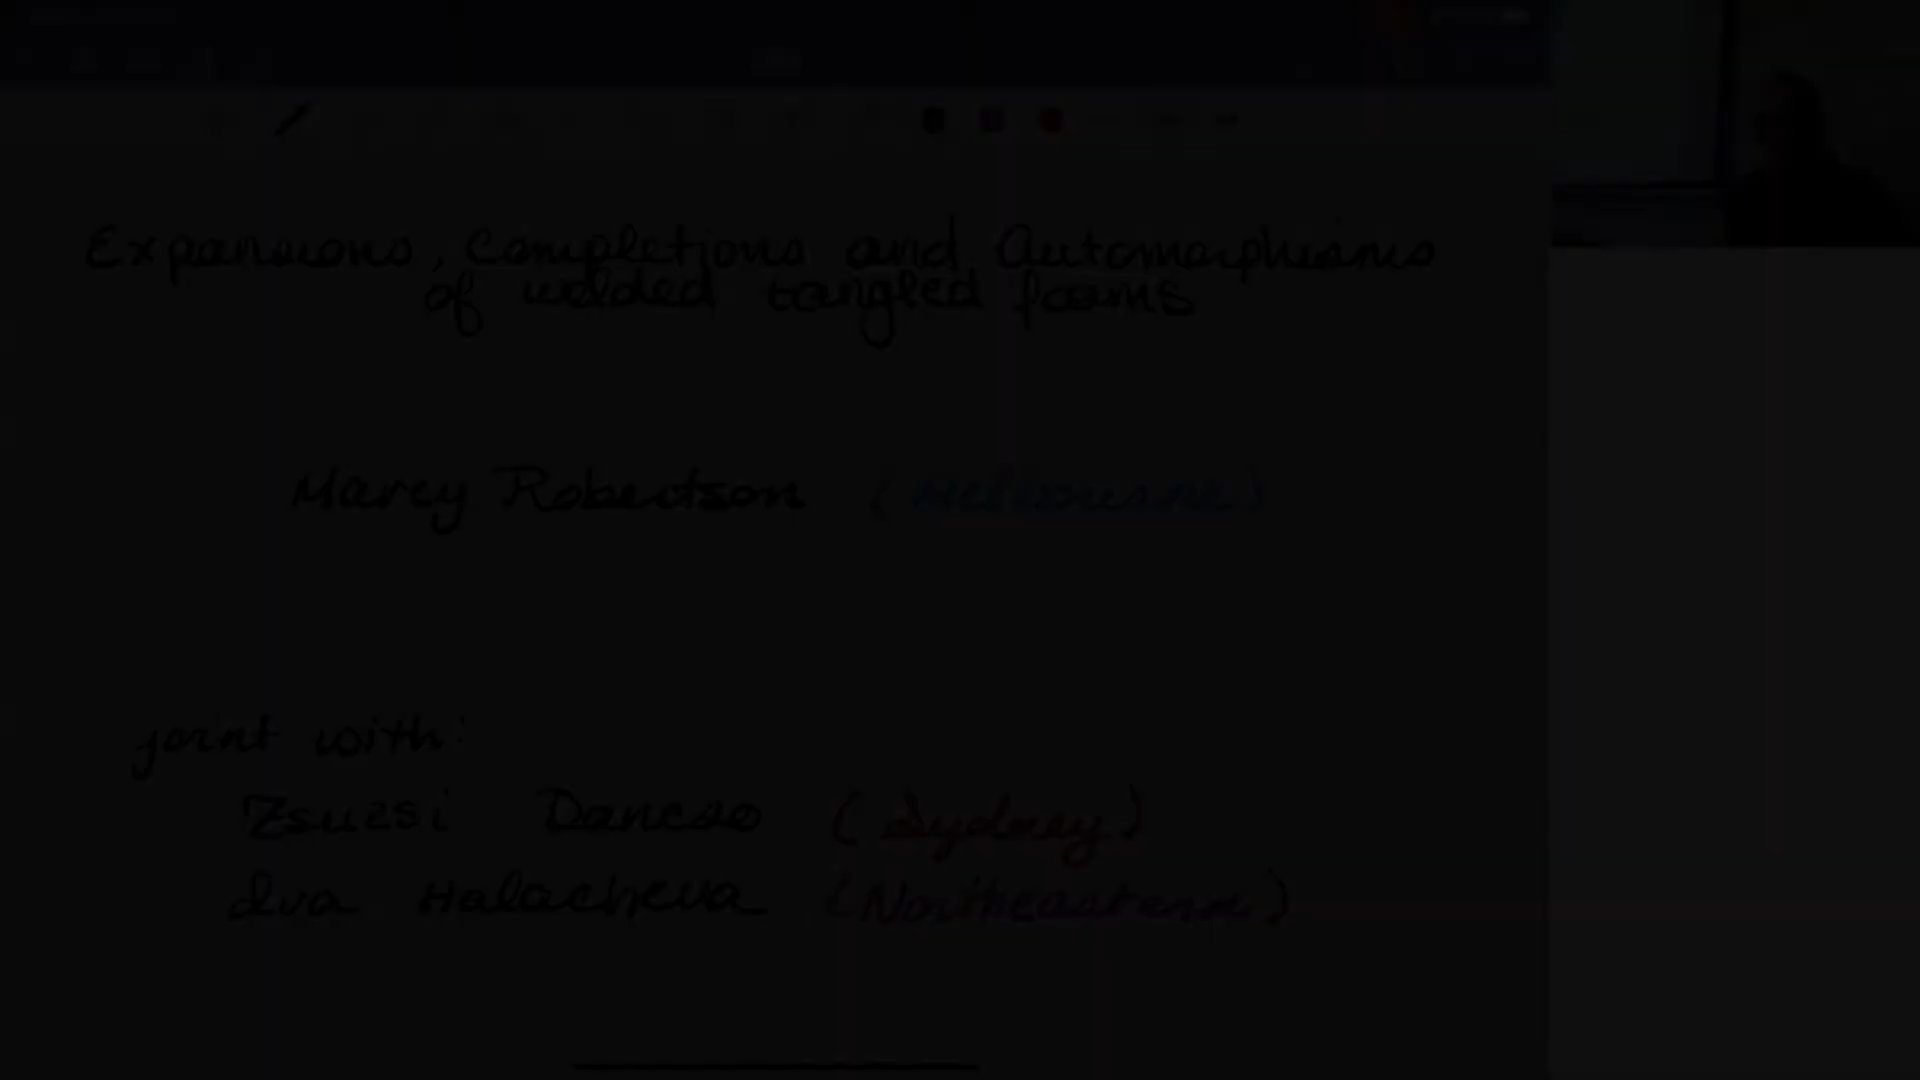 Expansions, Completions and Automorphisms
of welded tangled foams
Marcy Robertson (Melbourne)
joint with:
Zsuzsi Dancso (Sydney)
Iva Halacheva (Northeastern)